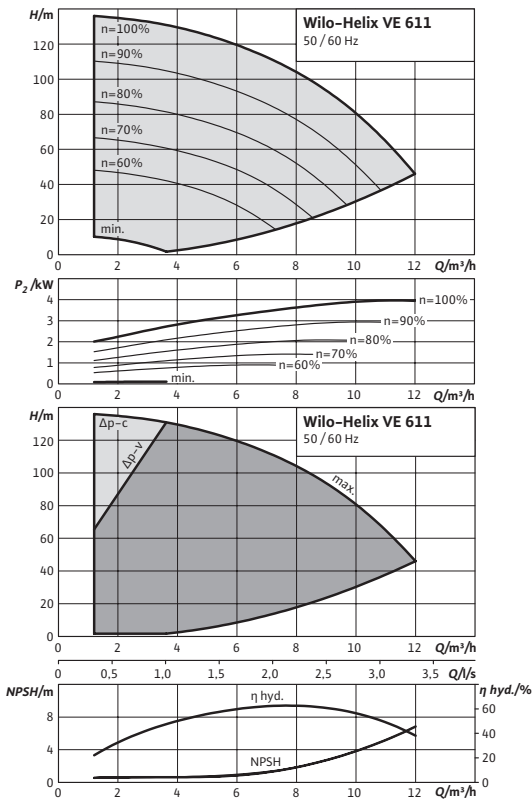 H/m
Wilo-Helix VE 611
50 / 60 Hz
120
100
80
60
40
20
0
n=100%
n=90%
n=80%
n=70%
n=60%
min.
0 2 4 6 8 10 12 Q/m³/h
P₂/kW
4
3
2
1
0
n=100%
n=90%
n=80%
n=70%
n=60%
min.
0 2 4 6 8 10 12 Q/m³/h
H/m
Wilo-Helix VE 611
50 / 60 Hz
120
100
80
60
40
20
0
Δp-c
Δp-v
max.
0 2 4 6 8 10 12 Q/m³/h
0 0,5 1,0 1,5 2,0 2,5 3,0 3,5 Q/l/s
NPSH/m
η hyd./%
8
4
0
η hyd.
NPSH
60
40
20
0
0 2 4 6 8 10 12 Q/m³/h